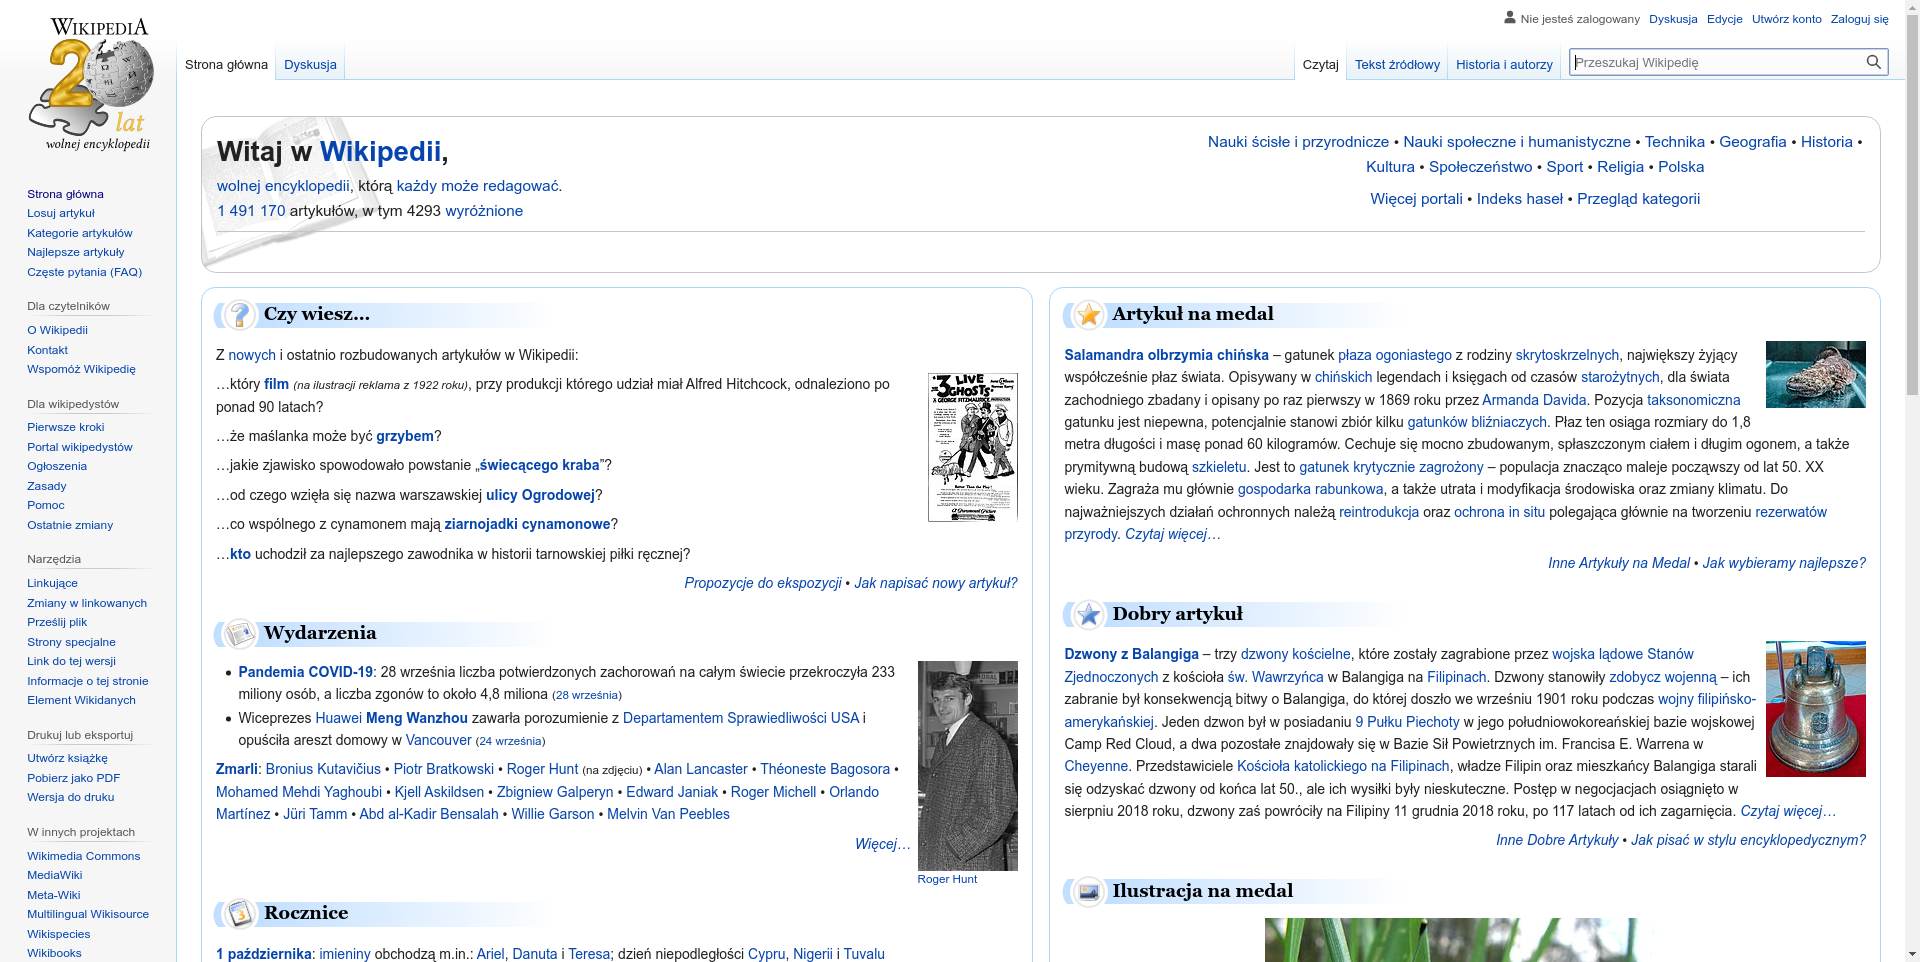 Nie jesteś zalogowany Dyskusja Edycje Utwórz konto Zaloguj się
WIKIPEDIA
20 lat
wolnej encyklopedii
Strona główna Dyskusja Czytaj Tekst źródłowy Historia i autorzy Przeszukaj Wikipedię
Strona główna
Losuj artykuł
Kategorie artykułów
Najlepsze artykuły
Częste pytania (FAQ)
Dla czytelników
O Wikipedii
Kontakt
Wspomóż Wikipedię
Dla wikipedystów
Pierwsze kroki
Portal wikipedystów
Ogłoszenia
Zasady
Pomoc
Ostatnie zmiany
Narzędzia
Linkujące
Zmiany w linkowanych
Prześlij plik
Strony specjalne
Link do tej wersji
Informacje o tej stronie
Element Wikidanych
Drukuj lub eksportuj
Utwórz książkę
Pobierz jako PDF
Wersja do druku
W innych projektach
Wikimedia Commons
MediaWiki
Meta-Wiki
Multilingual Wikisource
Wikispecies
Wikibooks
Witaj w Wikipedii,
wolnej encyklopedii, którą każdy może redagować.
1 491 170 artykułów, w tym 4293 wyróżnione
Nauki ścisłe i przyrodnicze • Nauki społeczne i humanistyczne • Technika • Geografia • Historia •
Kultura • Społeczeństwo • Sport • Religia • Polska
Więcej portali • Indeks haseł • Przegląd kategorii
Czy wiesz...
Z nowych i ostatnio rozbudowanych artykułów w Wikipedii:
…który film (na ilustracji reklama z 1922 roku), przy produkcji którego udział miał Alfred Hitchcock, odnaleziono po
ponad 90 latach?
…że maślanka może być grzybem?
…jakie zjawisko spowodowało powstanie „świecącego kraba”?
…od czego wzięła się nazwa warszawskiej ulicy Ogrodowej?
…co wspólnego z cynamonem mają ziarnojadki cynamonowe?
…kto uchodził za najlepszego zawodnika w historii tarnowskiej piłki ręcznej?
3 LIVE
GHOSTS
GEORGE FITZMAURICE
Propozycje do ekspozycji • Jak napisać nowy artykuł?
Wydarzenia
• Pandemia COVID-19: 28 września liczba potwierdzonych zachorowań na całym świecie przekroczyła 233
miliony osób, a liczba zgonów to około 4,8 miliona (28 września)
• Wiceprezes Huawei Meng Wanzhou zawarła porozumienie z Departamentem Sprawiedliwości USA i
opuściła areszt domowy w Vancouver (24 września)
Zmarli: Bronius Kutavičius • Piotr Bratkowski • Roger Hunt (na zdjęciu) • Alan Lancaster • Théoneste Bagosora •
Mohamed Mehdi Yaghoubi • Kjell Askildsen • Zbigniew Galperyn • Edward Janiak • Roger Michell • Orlando
Martínez • Jüri Tamm • Abd al-Kadir Bensalah • Willie Garson • Melvin Van Peebles
Więcej…
Roger Hunt
Rocznice
1 października: imieniny obchodzą m.in.: Ariel, Danuta i Teresa; dzień niepodległości Cypru, Nigerii i Tuvalu
Artykuł na medal
Salamandra olbrzymia chińska – gatunek płaza ogoniastego z rodziny skrytoskrzelnych, największy żyjący
współcześnie płaz świata. Opisywany w chińskich legendach i księgach od czasów starożytnych, dla świata
zachodniego zbadany i opisany po raz pierwszy w 1869 roku przez Armanda Davida. Pozycja taksonomiczna
gatunku jest niepewna, potencjalnie stanowi zbiór kilku gatunków bliźniaczych. Płaz ten osiąga rozmiary do 1,8
metra długości i masę ponad 60 kilogramów. Cechuje się mocno zbudowanym, spłaszczonym ciałem i długim ogonem, a także
prymitywną budową szkieletu. Jest to gatunek krytycznie zagrożony – populacja znacząco maleje począwszy od lat 50. XX
wieku. Zagraża mu głównie gospodarka rabunkowa, a także utrata i modyfikacja środowiska oraz zmiany klimatu. Do
najważniejszych działań ochronnych należą reintrodukcja oraz ochrona in situ polegająca głównie na tworzeniu rezerwatów
przyrody. Czytaj więcej…
Inne Artykuły na Medal • Jak wybieramy najlepsze?
Dobry artykuł
Dzwony z Balangiga – trzy dzwony kościelne, które zostały zagrabione przez wojska lądowe Stanów
Zjednoczonych z kościoła św. Wawrzyńca w Balangiga na Filipinach. Dzwony stanowiły zdobycz wojenną – ich
zabranie był konsekwencją bitwy o Balangiga, do której doszło we wrześniu 1901 roku podczas wojny filipińsko-
amerykańskiej. Jeden dzwon był w posiadaniu 9 Pułku Piechoty w jego południowokoreańskiej bazie wojskowej
Camp Red Cloud, a dwa pozostałe znajdowały się w Bazie Sił Powietrznych im. Francisa E. Warrena w
Cheyenne. Przedstawiciele Kościoła katolickiego na Filipinach, władze Filipin oraz mieszkańcy Balangiga starali
się odzyskać dzwony od końca lat 50., ale ich wysiłki były nieskuteczne. Postęp w negocjacjach osiągnięto w
sierpniu 2018 roku, dzwony zaś powróciły na Filipiny 11 grudnia 2018 roku, po 117 latach od ich zagarnięcia. Czytaj więcej…
Inne Dobre Artykuły • Jak pisać w stylu encyklopedycznym?
Ilustracja na medal